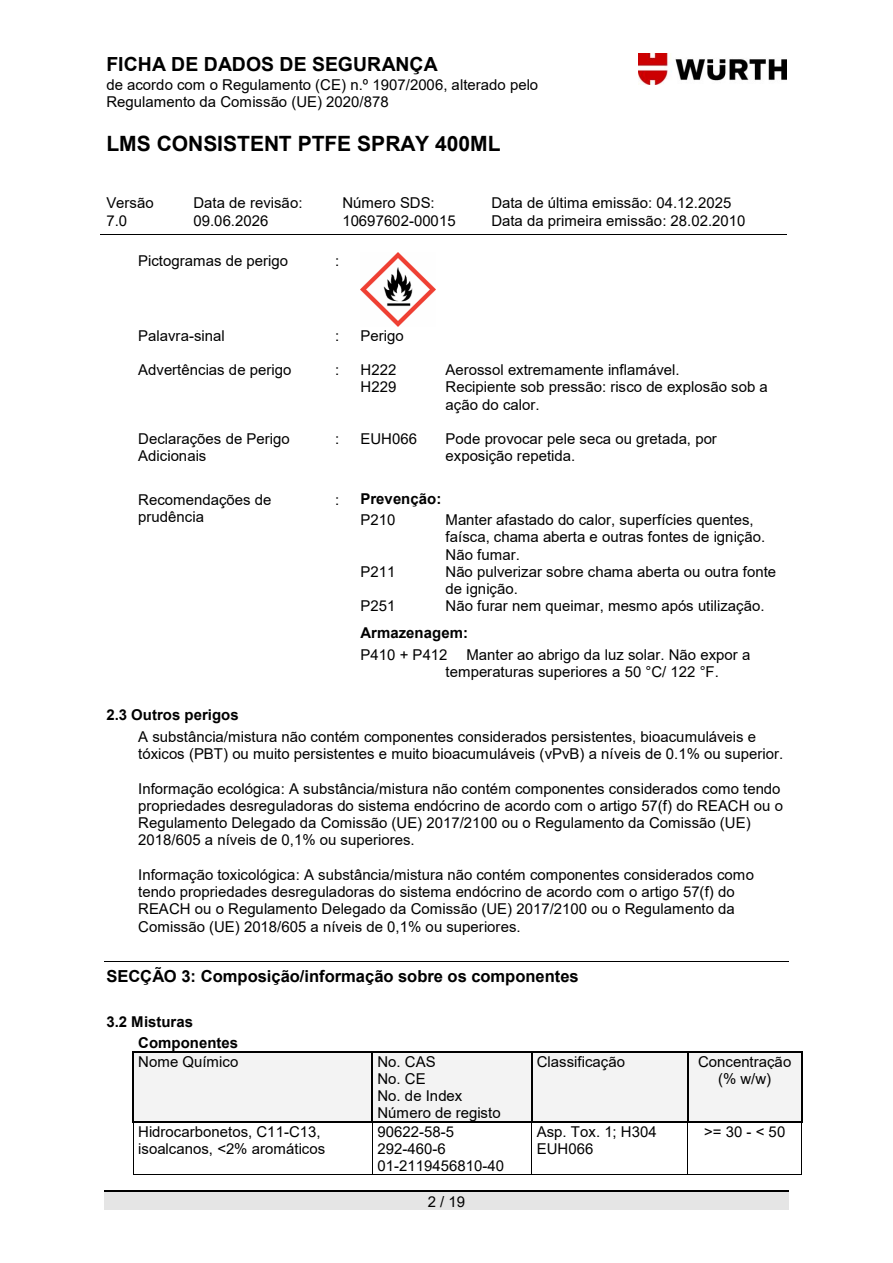 FICHA DE DADOS DE SEGURANÇA
de acordo com o Regulamento (CE) n.º 1907/2006, alterado pelo
Regulamento da Comissão (UE) 2020/878
WÜRTH
LMS CONSISTENT PTFE SPRAY 400ML
Versão Data de revisão: Número SDS: Data de última emissão: 04.12.2025
7.0 09.06.2026 10697602-00015 Data da primeira emissão: 28.02.2010
Pictogramas de perigo :
Palavra-sinal : Perigo
Advertências de perigo : H222 Aerossol extremamente inflamável.
H229 Recipiente sob pressão: risco de explosão sob a
ação do calor.
Declarações de Perigo : EUH066 Pode provocar pele seca ou gretada, por
Adicionais exposição repetida.
Recomendações de : Prevenção:
prudência
P210 Manter afastado do calor, superfícies quentes,
faísca, chama aberta e outras fontes de ignição.
Não fumar.
P211 Não pulverizar sobre chama aberta ou outra fonte
de ignição.
P251 Não furar nem queimar, mesmo após utilização.
Armazenagem:
P410 + P412 Manter ao abrigo da luz solar. Não expor a
temperaturas superiores a 50 °C/ 122 °F.
2.3 Outros perigos
A substância/mistura não contém componentes considerados persistentes, bioacumuláveis e
tóxicos (PBT) ou muito persistentes e muito bioacumuláveis (vPvB) a níveis de 0.1% ou superior.
Informação ecológica: A substância/mistura não contém componentes considerados como tendo
propriedades desreguladoras do sistema endócrino de acordo com o artigo 57(f) do REACH ou o
Regulamento Delegado da Comissão (UE) 2017/2100 ou o Regulamento da Comissão (UE)
2018/605 a níveis de 0,1% ou superiores.
Informação toxicológica: A substância/mistura não contém componentes considerados como
tendo propriedades desreguladoras do sistema endócrino de acordo com o artigo 57(f) do
REACH ou o Regulamento Delegado da Comissão (UE) 2017/2100 ou o Regulamento da
Comissão (UE) 2018/605 a níveis de 0,1% ou superiores.
SECÇÃO 3: Composição/informação sobre os componentes
3.2 Misturas
Componentes
Nome Químico No. CAS Classificação Concentração
No. CE (% w/w)
No. de Index
Número de registo
Hidrocarbonetos, C11-C13, 90622-58-5 Asp. Tox. 1; H304 >= 30 - < 50
isoalcanos, <2% aromáticos 292-460-6 EUH066
01-2119456810-40
2 / 19